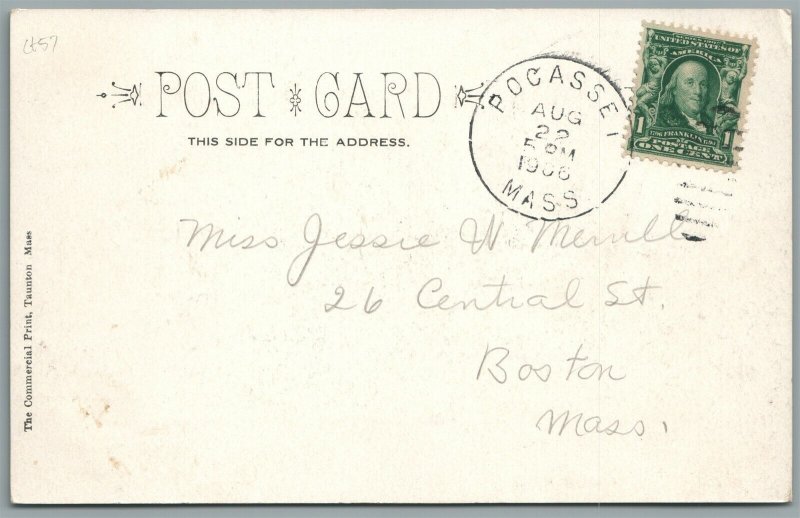 POST CARD
THIS SIDE FOR THE ADDRESS.
POCASSET
AUG
22
5 PM
1906
MASS
UNITED STATES OF
AMERICA
1 FRANKLIN 1
POSTAGE
ONE CENT
Miss Jessie W. Merrill
26 Central St.
Boston
Mass.
The Commercial Print, Taunton Mass